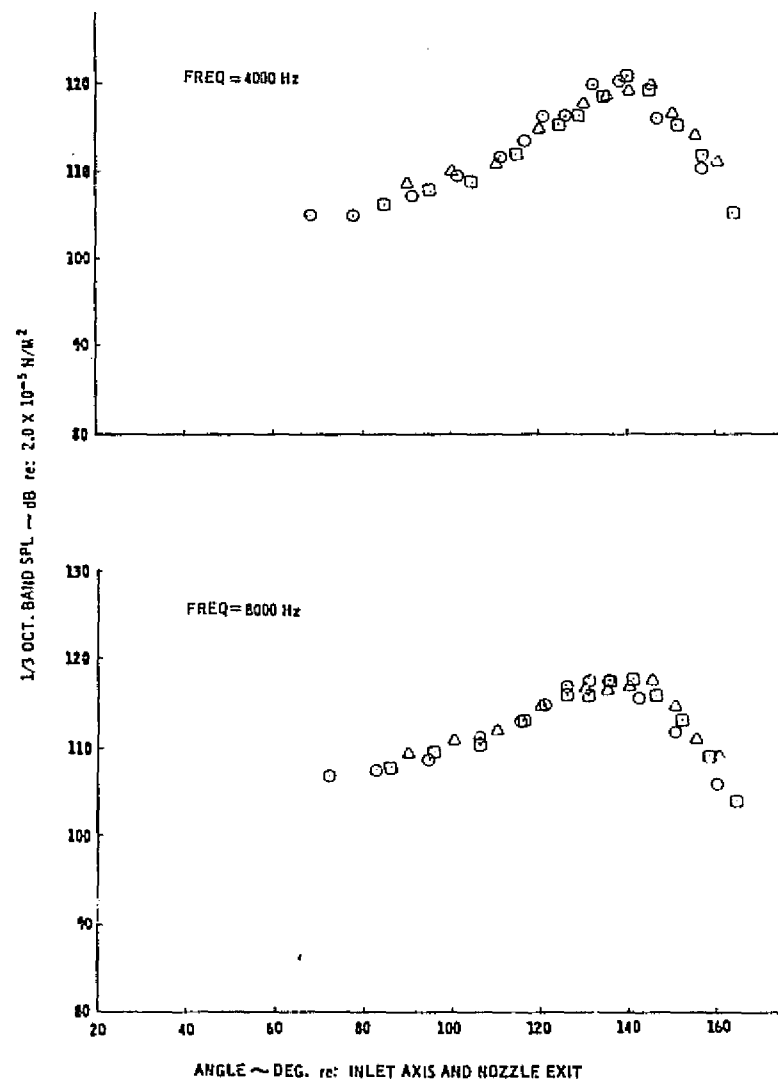 FREQ = 4000 Hz
120
110
100
90
80
1/3 OCT. BAND SPL ~ dB re: 2.0 X 10⁻⁵ N/M²
130
FREQ = 8000 Hz
120
110
100
90
80
20 40 60 80 100 120 140 160
ANGLE ~ DEG. re: INLET AXIS AND NOZZLE EXIT